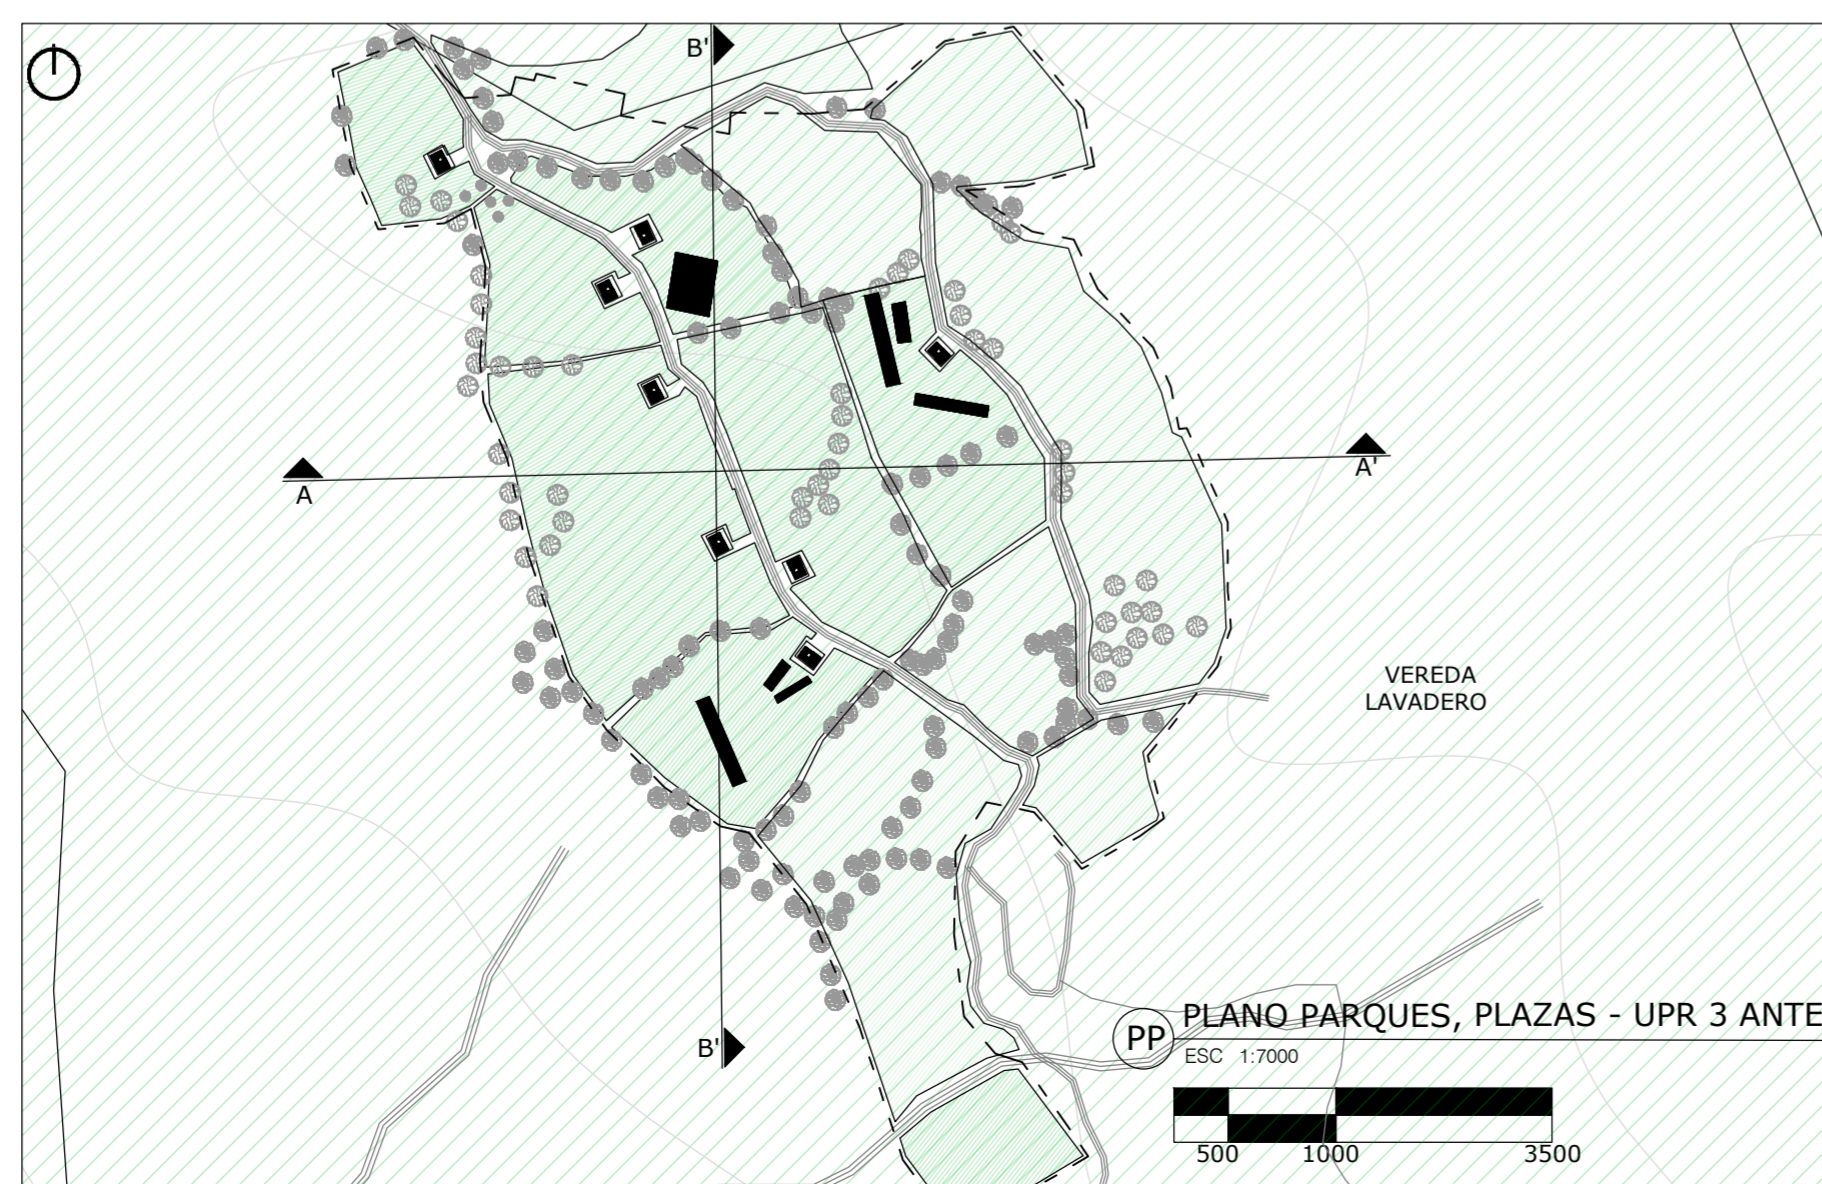 B'
A
A'
VEREDA
LAVADERO
PP
PLANO PARQUES, PLAZAS - UPR 3 ANTE
ESC 1:7000
B'
500 1000 3500